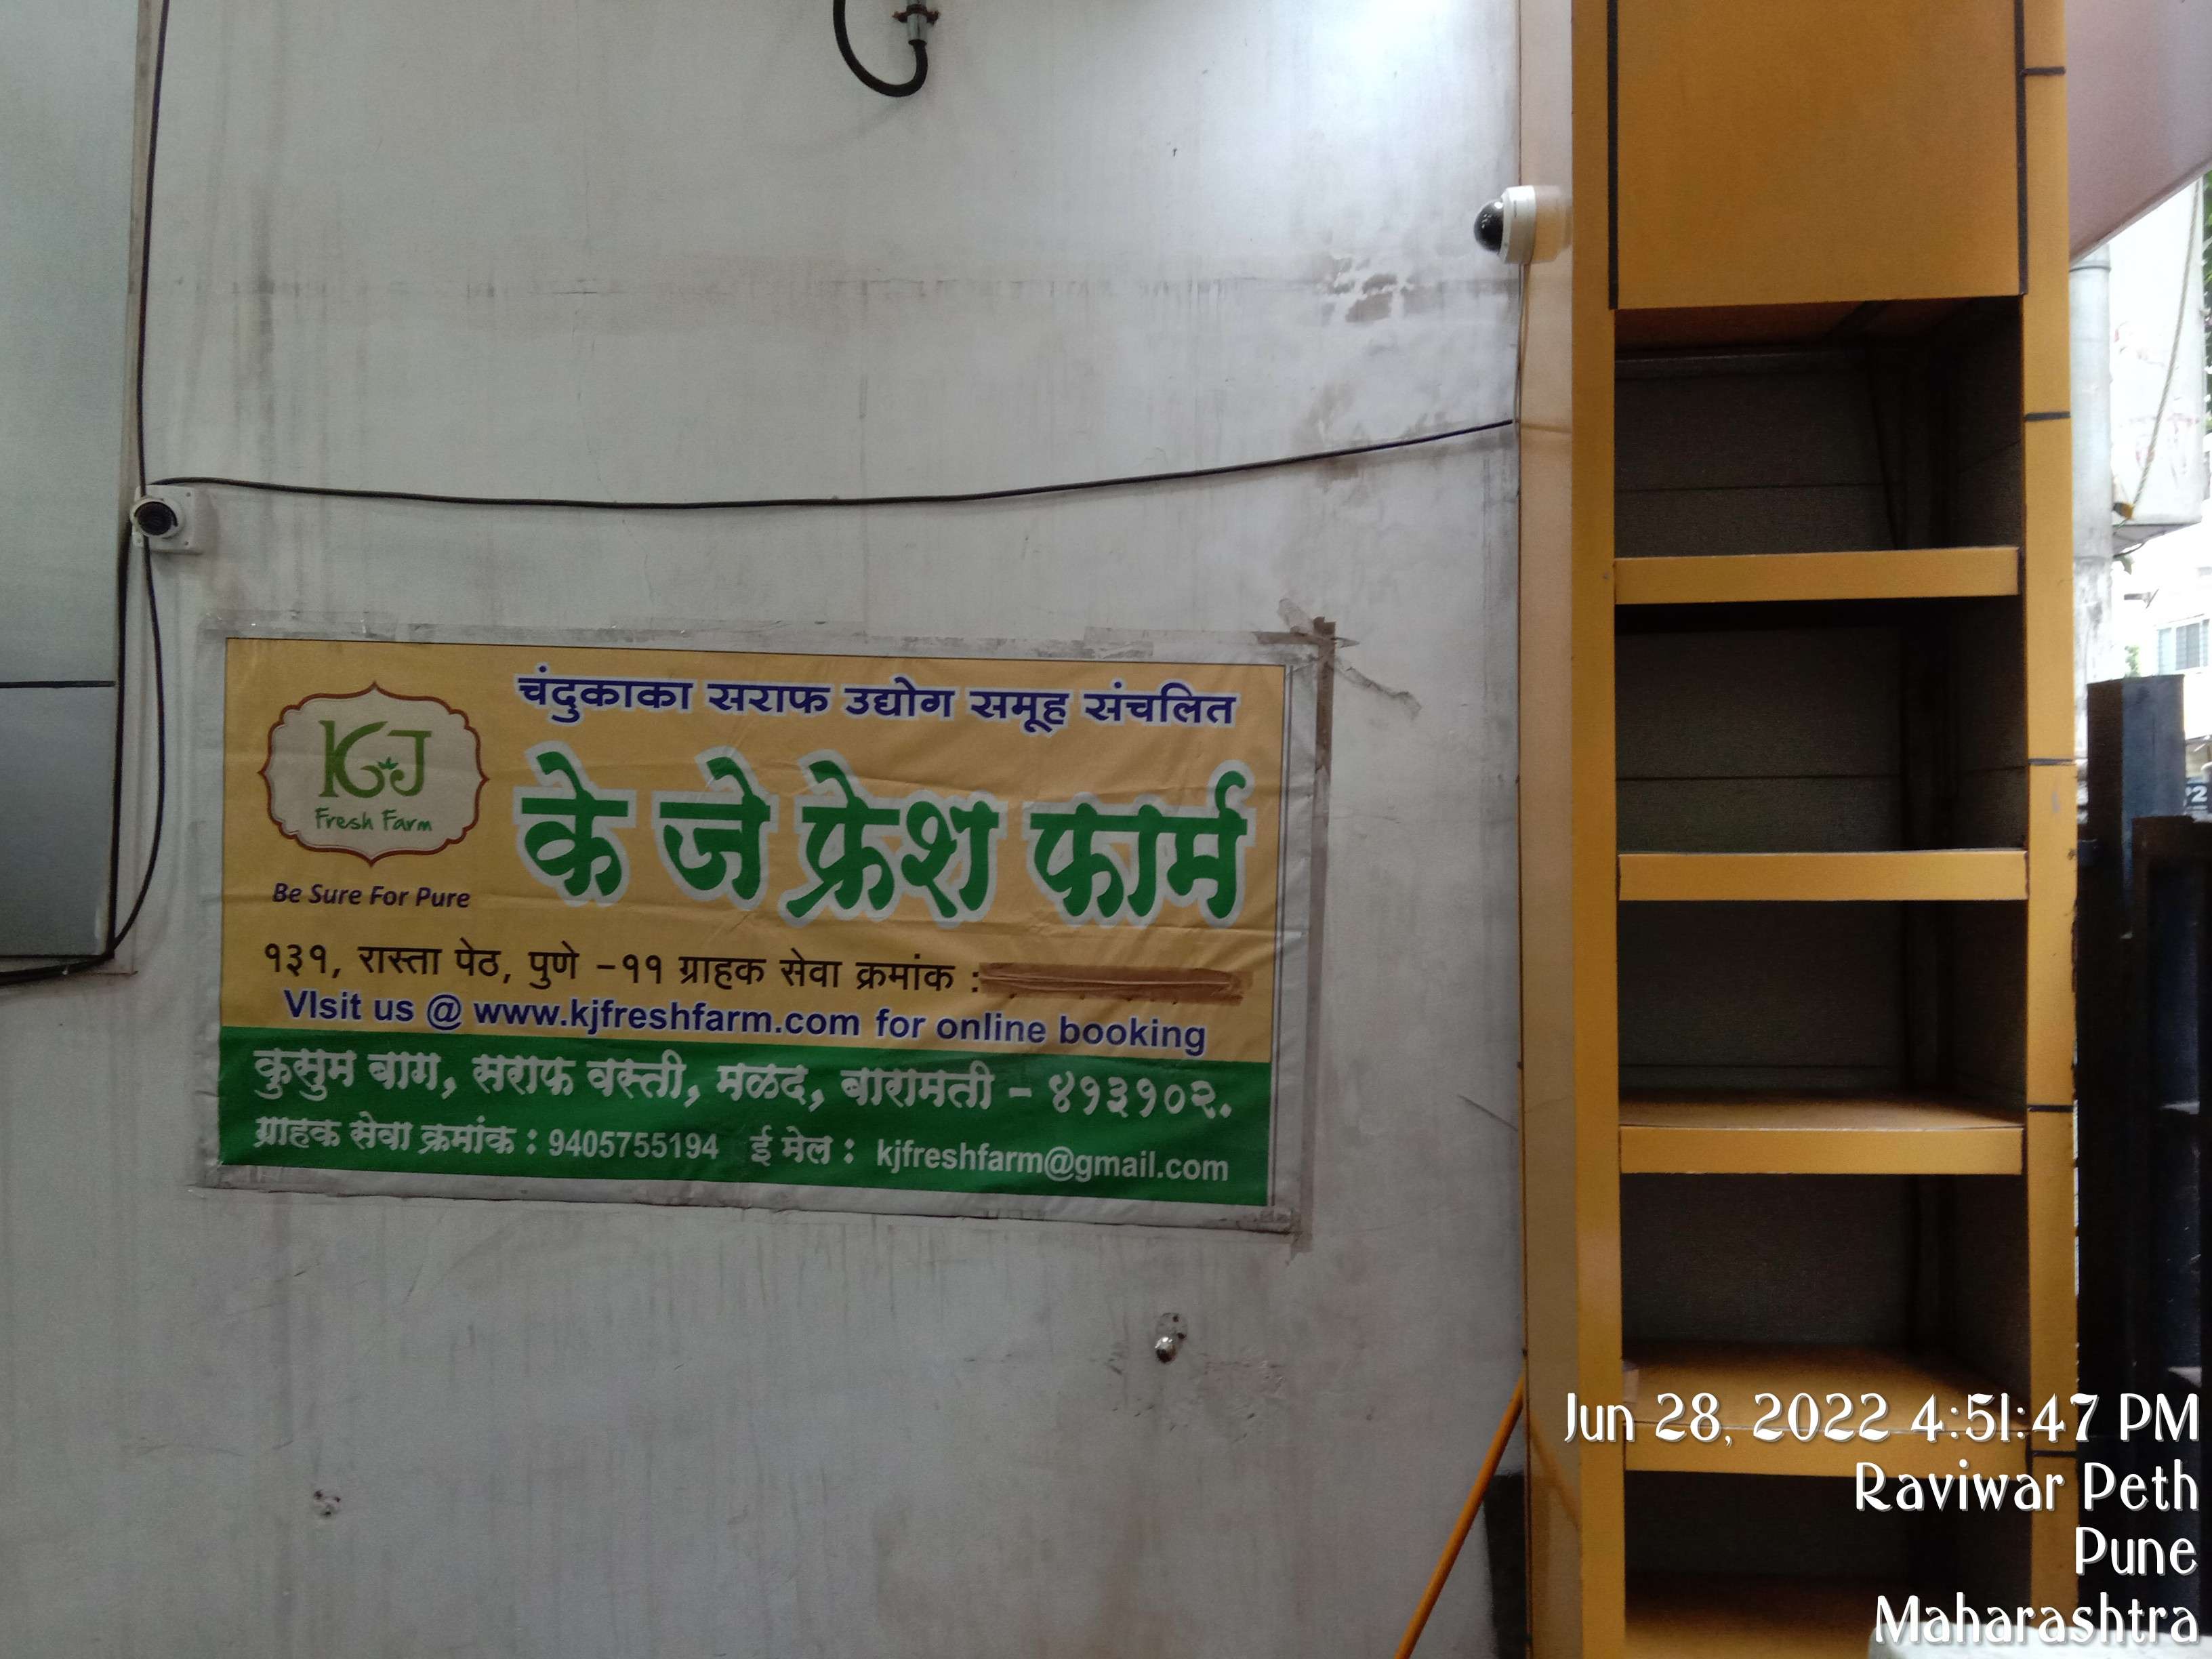 चंदुकाका सराफ उद्योग समूह संचलित
KJ
Fresh Farm
Be Sure For Pure
के जे फ्रेश फार्म
१३१, रास्ता पेठ, पुणे -११ ग्राहक सेवा क्रमांक :
VIsit us @ www.kjfreshfarm.com for online booking
कुसुम बाग, सराफ वस्ती, मळद, बारामती - ४१३१०२.
ग्राहक सेवा क्रमांक : 9405755194 ई मेल : kjfreshfarm@gmail.com
Jun 28, 2022 4:51:47 PM
Raviwar Peth
Pune
Maharashtra